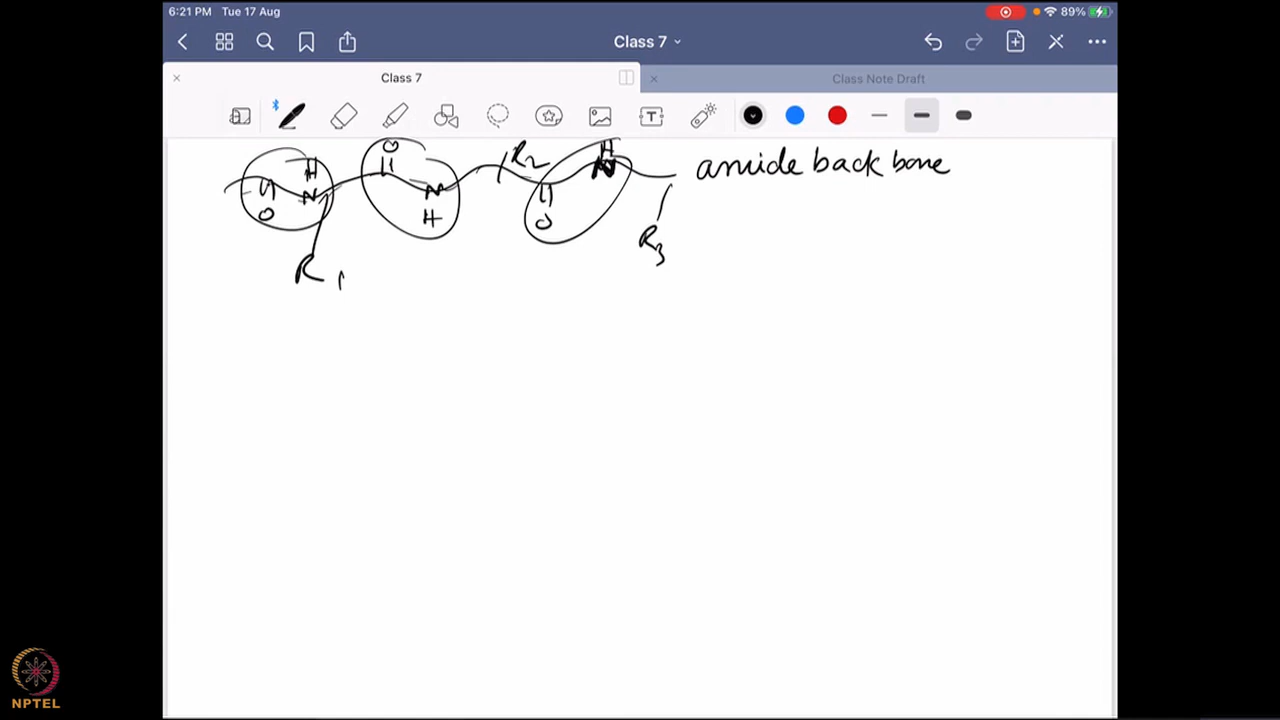 6:21 PM Tue 17 Aug
89%
Class 7
Class 7
Class Note Draft
T
O
H
R2
H
N
amide back bone
O
N
N
H
O
O
R3
R1
NPTEL